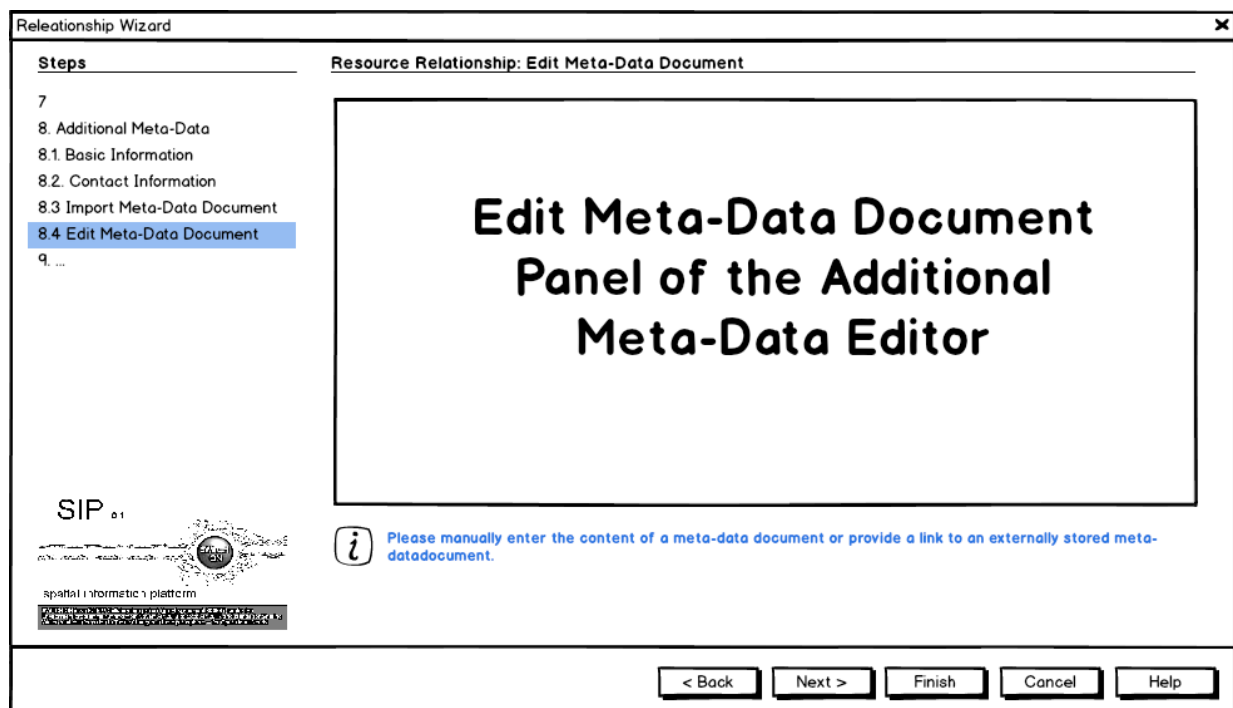 Releationship Wizard
Steps
7
8. Additional Meta-Data
8.1. Basic Information
8.2. Contact Information
8.3 Import Meta-Data Document
8.4 Edit Meta-Data Document
9. ...
SIP 0.1
spatial information platform
Resource Relationship: Edit Meta-Data Document
Edit Meta-Data Document
Panel of the Additional
Meta-Data Editor
i
Please manually enter the content of a meta-data document or provide a link to an externally stored meta-
datadocument.
< Back
Next >
Finish
Cancel
Help